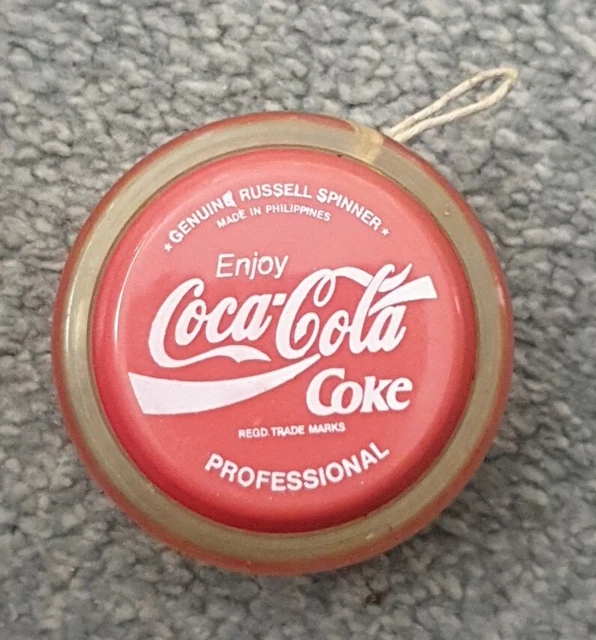 ★ GENUINE RUSSELL SPINNER ★
MADE IN PHILIPPINES
Enjoy
Coca-Cola
Coke
REGD. TRADE MARKS
PROFESSIONAL